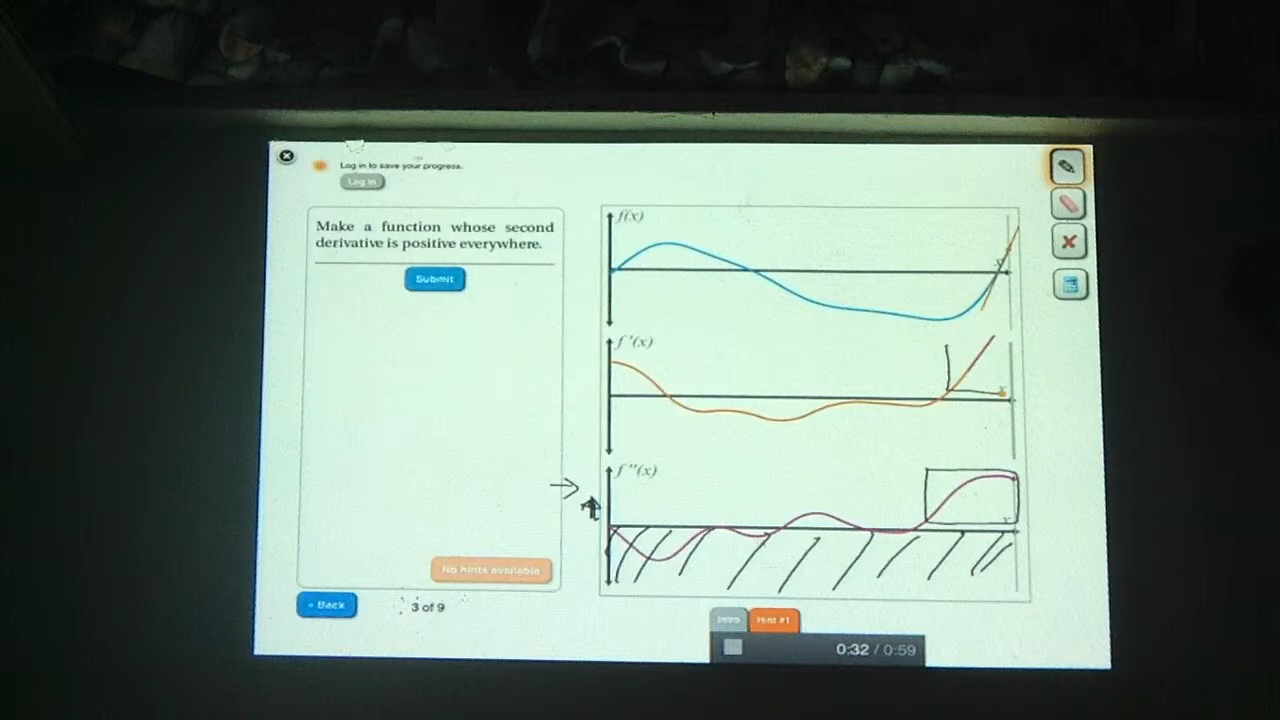 Log in to save your progress.
Log in
Make a function whose second
derivative is positive everywhere.
Submit
No hints available
« Back
3 of 9
f(x)
x
f '(x)
x
f "(x)
x
Intro
Hint #1
0:32 / 0:59